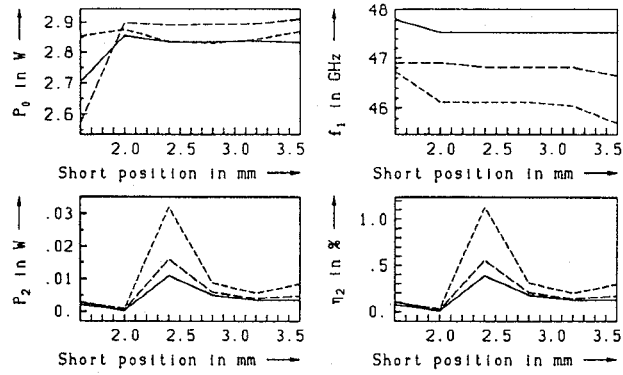 P₀ in W
2.9
2.8
2.7
2.6
2.0 2.5 3.0 3.5
Short position in mm
f₁ in GHz
48
47
46
2.0 2.5 3.0 3.5
Short position in mm
P₂ in W
.03
.02
.01
0.
2.0 2.5 3.0 3.5
Short position in mm
η₂ in %
1.0
.5
0.
2.0 2.5 3.0 3.5
Short position in mm